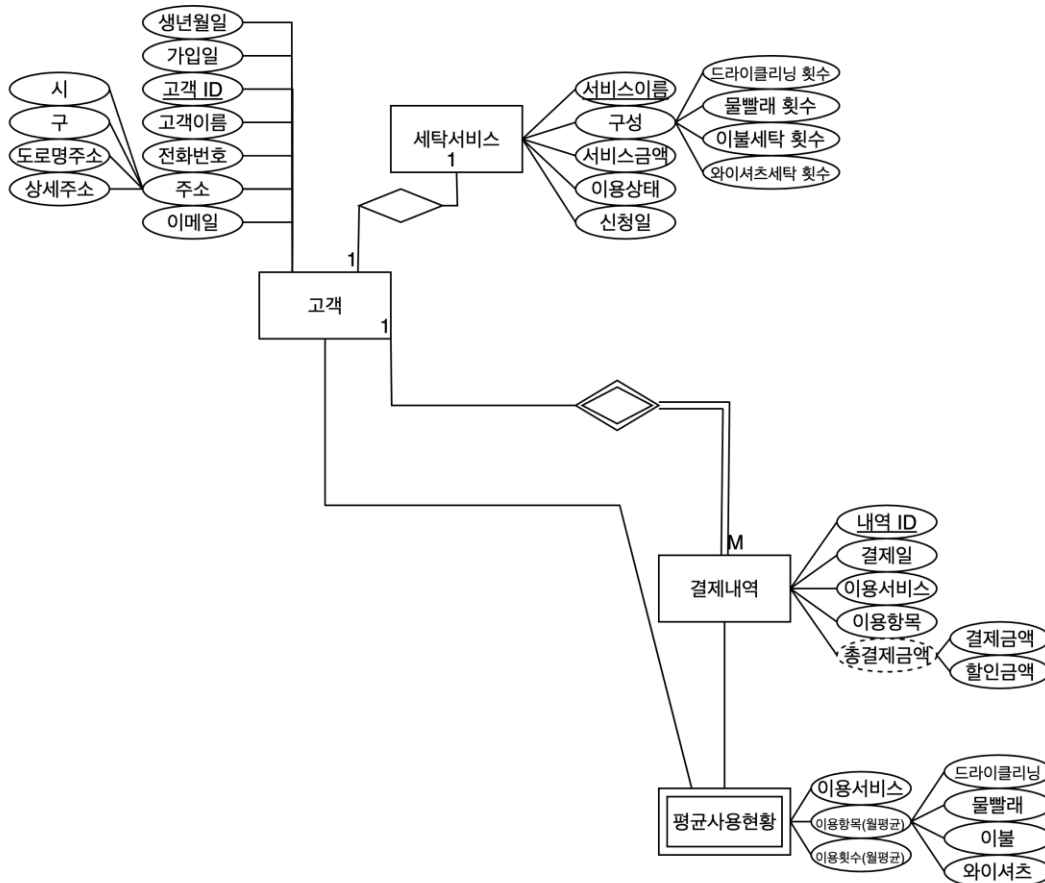 생년월일
가입일
고객 ID
고객이름
전화번호
주소
이메일
시
구
도로명주소
상세주소
세탁서비스
1
서비스이름
구성
서비스금액
이용상태
신청일
드라이클리닝 횟수
물빨래 횟수
이불세탁 횟수
와이셔츠세탁 횟수
1
고객
1
M
결제내역
내역 ID
결제일
이용서비스
이용항목
총결제금액
결제금액
할인금액
평균사용현황
이용서비스
이용항목(월평균)
이용횟수(월평균)
드라이클리닝
물빨래
이불
와이셔츠